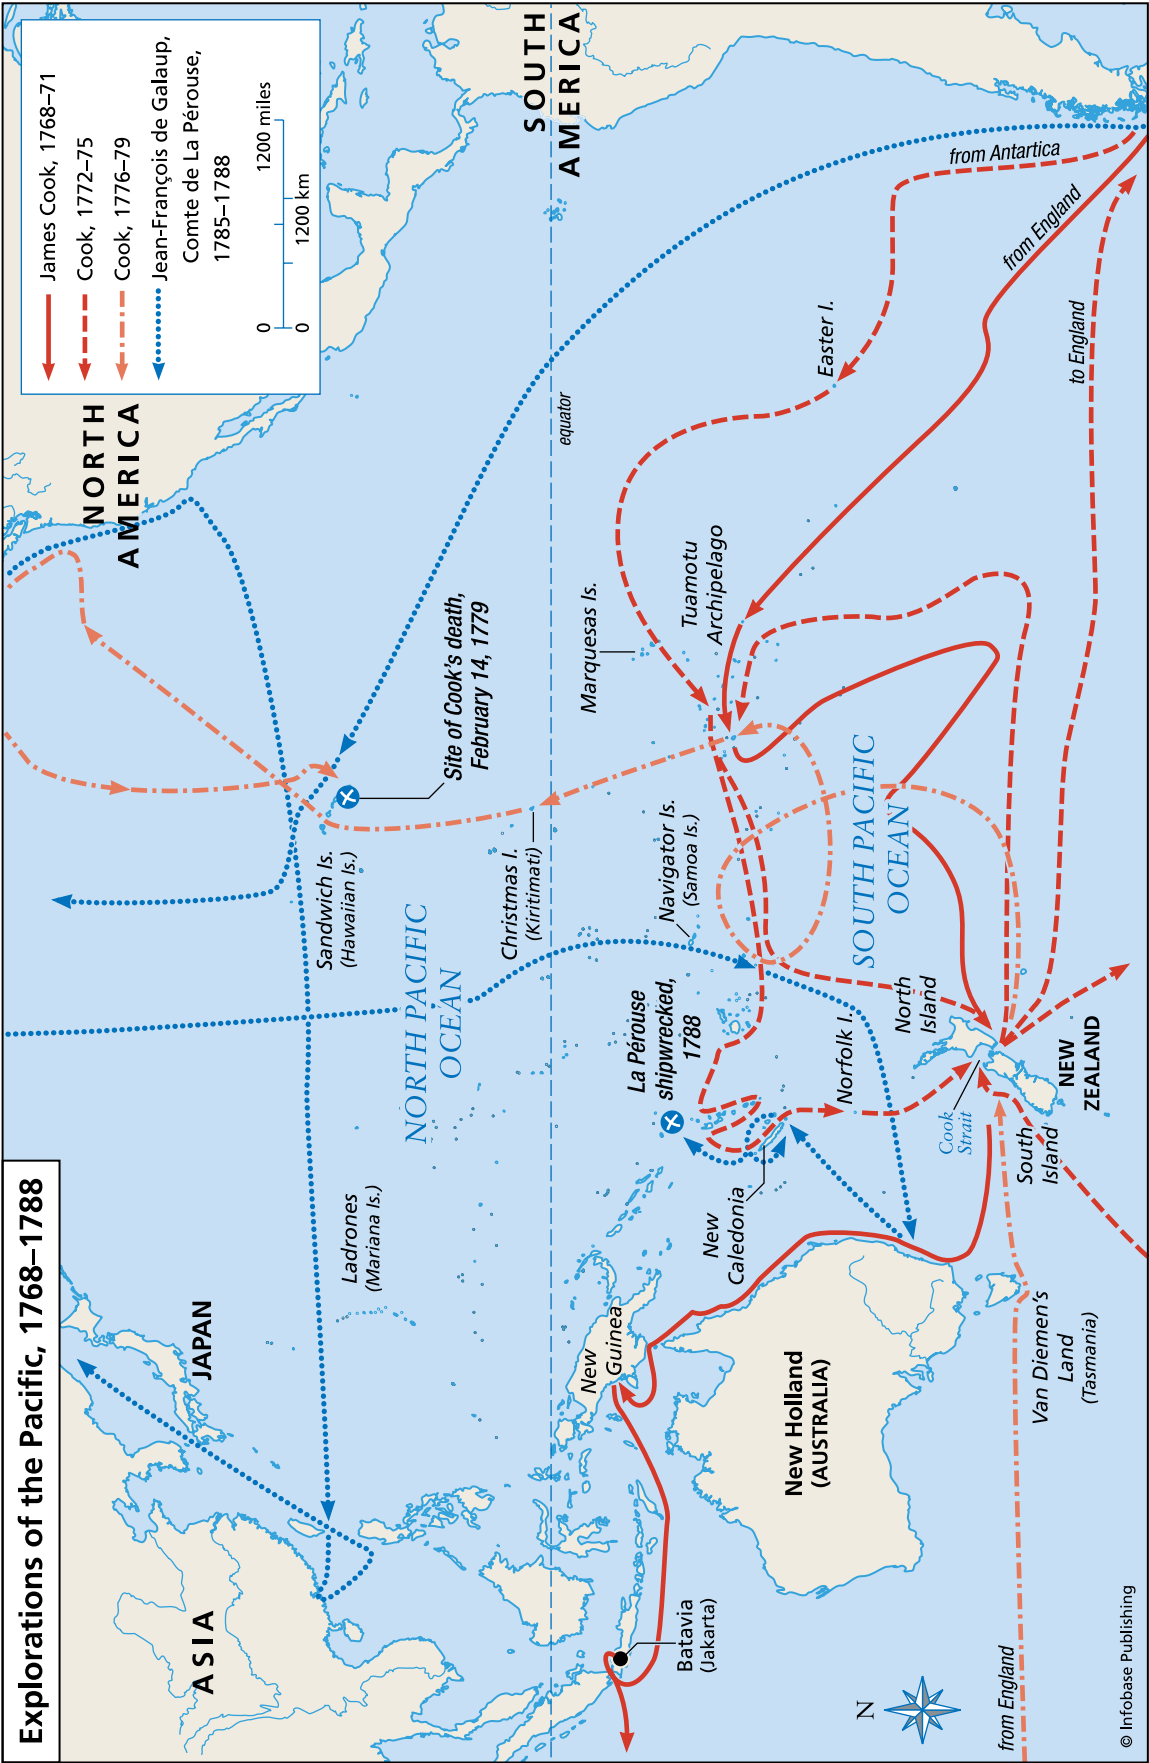 Explorations of the Pacific, 1768–1788
James Cook, 1768–71
Cook, 1772–75
Cook, 1776–79
Jean-François de Galaup,
Comte de La Pérouse,
1785–1788
0
1200 miles
0
1200 km
ASIA
JAPAN
NORTH
AMERICA
SOUTH
AMERICA
Ladrones
(Mariana Is.)
NORTH PACIFIC
OCEAN
Sandwich Is.
(Hawaiian Is.)
Site of Cook's death,
February 14, 1779
Christmas I.
(Kiritimati)
equator
Marquesas Is.
Tuamotu
Archipelago
Easter I.
from Antartica
from England
to England
Navigator Is.
(Samoa Is.)
La Pérouse
shipwrecked,
1788
SOUTH PACIFIC
OCEAN
New
Guinea
New
Caledonia
Norfolk I.
North
Island
Cook
Strait
South
Island
NEW
ZEALAND
New Holland
(AUSTRALIA)
Van Diemen's
Land
(Tasmania)
Batavia
(Jakarta)
from England
N
© Infobase Publishing